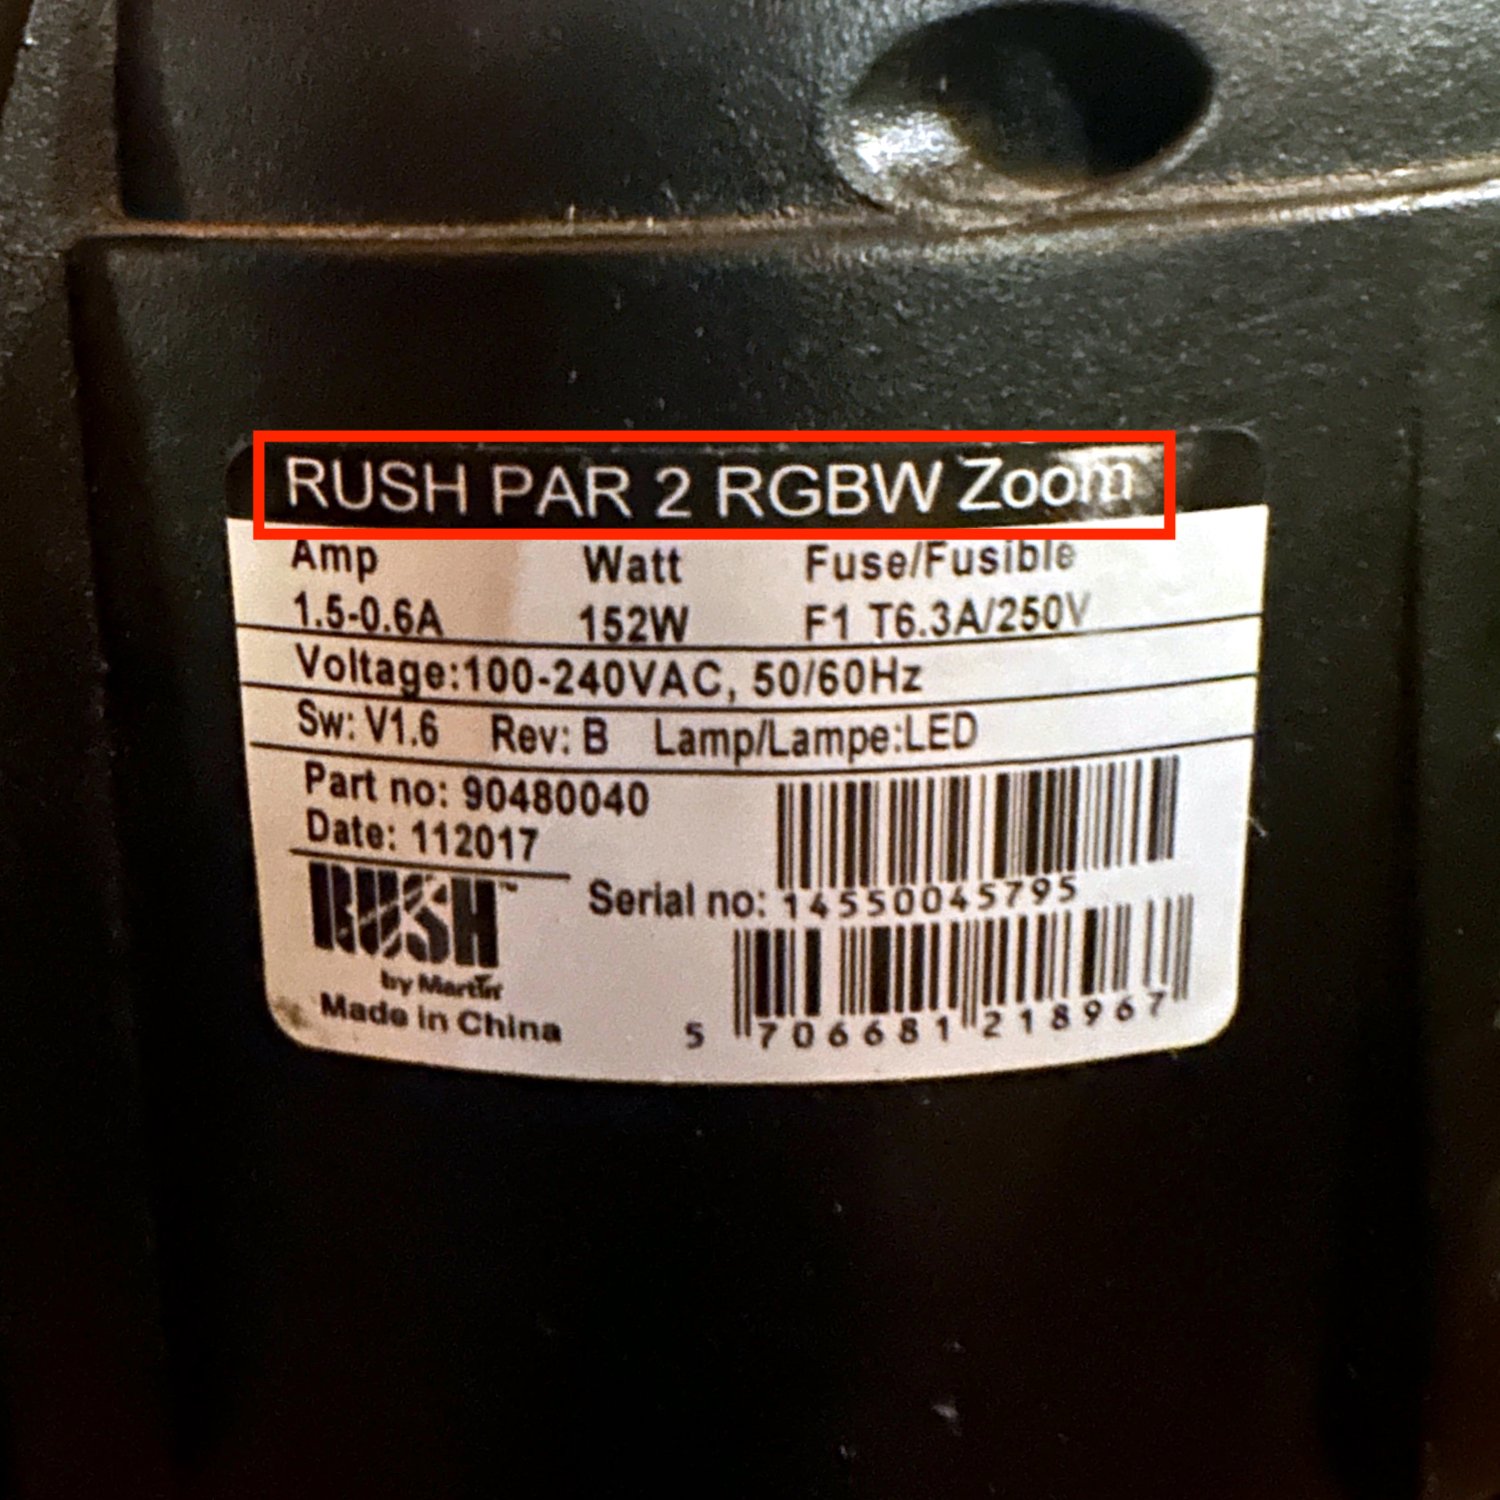 RUSH PAR 2 RGBW Zoom
Amp Watt Fuse/Fusible
1.5-0.6A 152W F1 T6.3A/250V
Voltage:100-240VAC, 50/60Hz
Sw: V1.6 Rev: B Lamp/Lampe:LED
Part no: 90480040
Date: 112017
Serial no: 14550045795
RUSH™
by Martin
Made in China
5 706681 218967